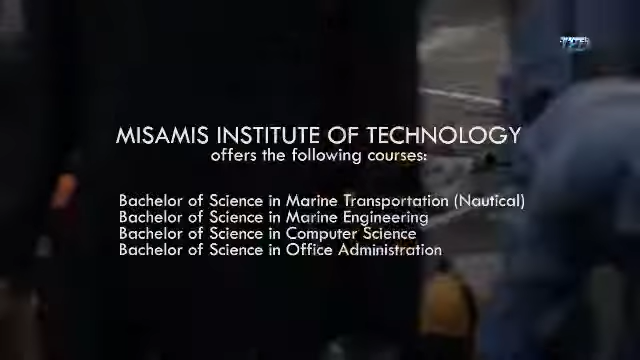 MISAMIS INSTITUTE OF TECHNOLOGY
offers the following courses:
Bachelor of Science in Marine Transportation (Nautical)
Bachelor of Science in Marine Engineering
Bachelor of Science in Computer Science
Bachelor of Science in Office Administration